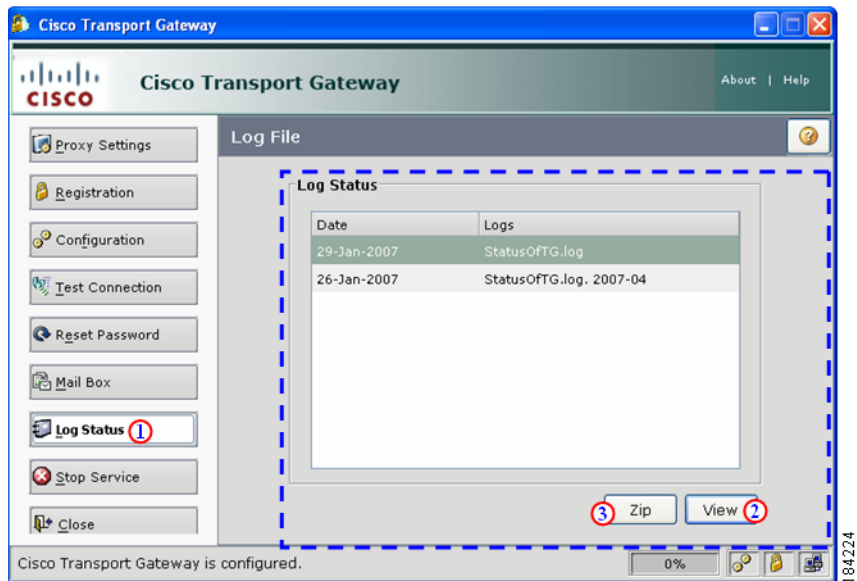 Cisco Transport Gateway
CISCO
Cisco Transport Gateway
About | Help
Proxy Settings
Registration
Configuration
Test Connection
Reset Password
Mail Box
Log Status 1
Stop Service
Close
Log File
Log Status
Date Logs
29-Jan-2007 StatusOfTG.log
26-Jan-2007 StatusOfTG.log. 2007-04
3 Zip View 2
Cisco Transport Gateway is configured.
0%
84224